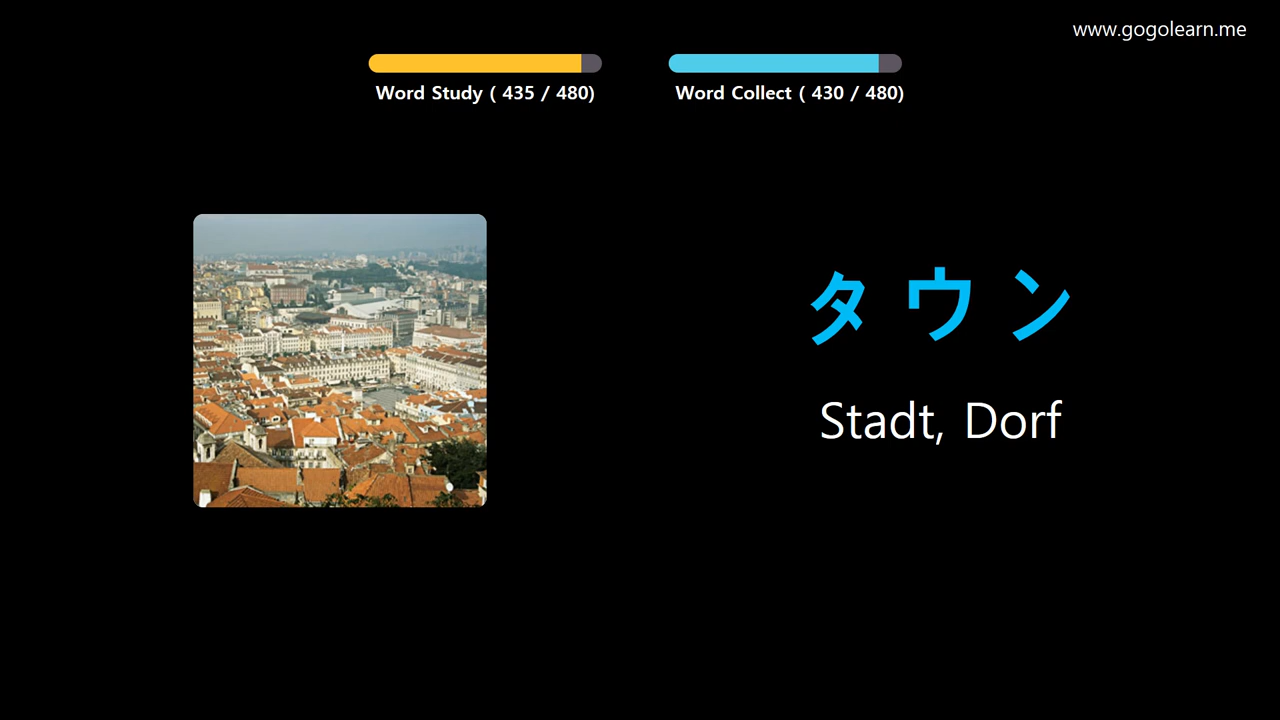 www.gogolearn.me
Word Study ( 435 / 480)
Word Collect ( 430 / 480)
タウン
Stadt, Dorf